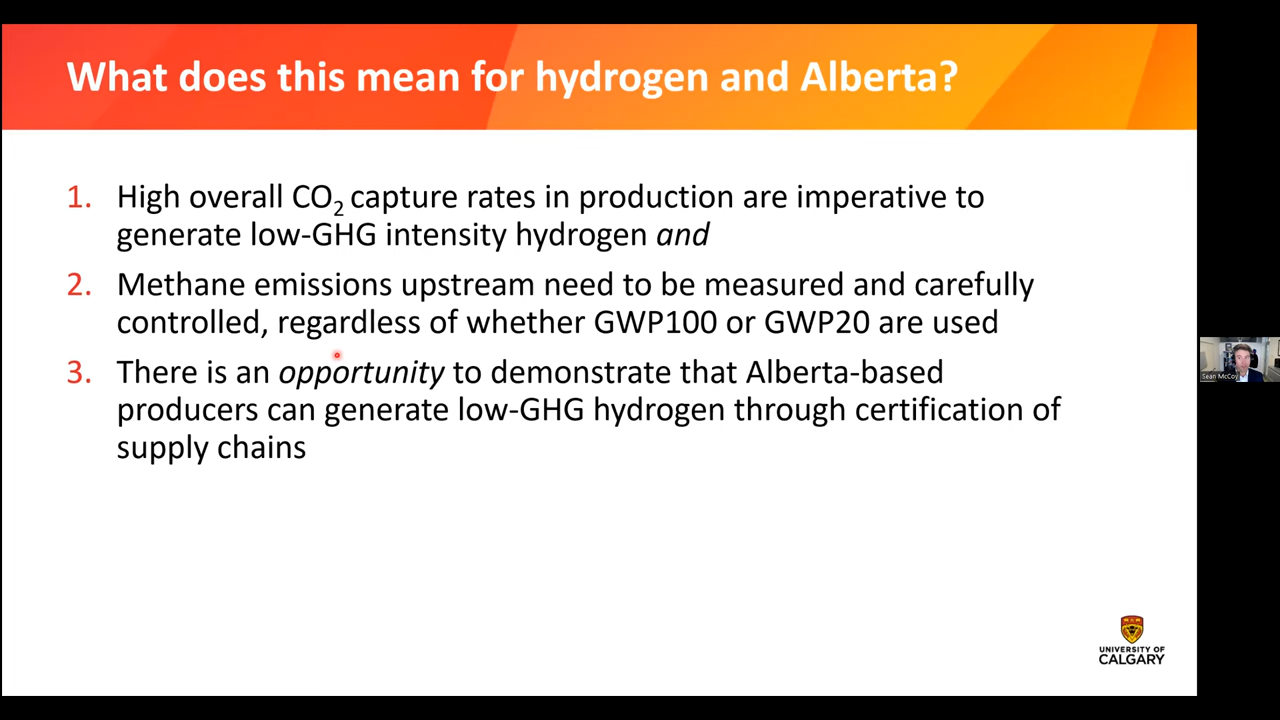 What does this mean for hydrogen and Alberta?
1. High overall CO₂ capture rates in production are imperative to
generate low-GHG intensity hydrogen and
2. Methane emissions upstream need to be measured and carefully
controlled, regardless of whether GWP100 or GWP20 are used
3. There is an opportunity to demonstrate that Alberta-based
producers can generate low-GHG hydrogen through certification of
supply chains
Sean McCoy
UNIVERSITY OF
CALGARY